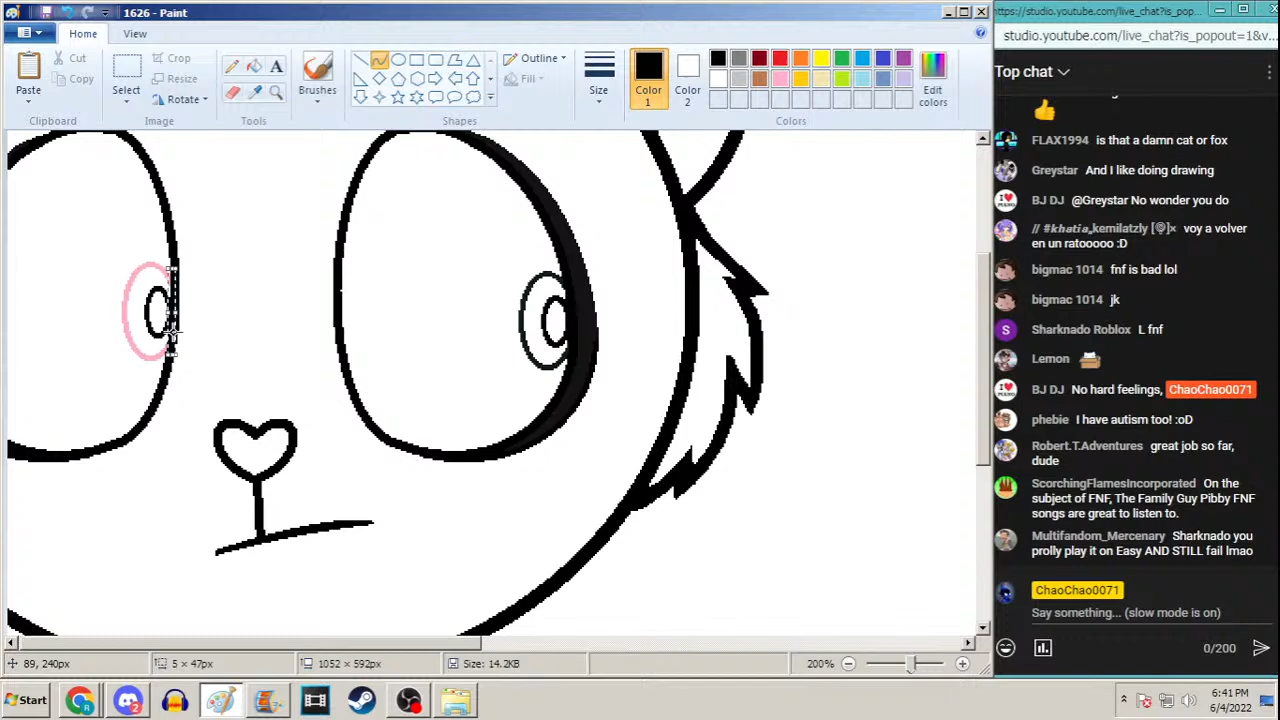 1626 - Paint
https://studio.youtube.com/live_chat?is_pop...
studio.youtube.com/live_chat?is_popout=1&v...
Home
View
Paste
Cut
Copy
Clipboard
Select
Crop
Resize
Rotate
Image
A
Tools
Brushes
Shapes
Outline
Fill
Size
Color
1
Color
2
Edit
colors
Colors
Top chat
FLAX1994 is that a damn cat or fox
Greystar And I like doing drawing
BJ DJ @Greystar No wonder you do
voy a volver
en un ratooooo :D
bigmac 1014 fnf is bad lol
bigmac 1014 jk
S Sharknado Roblox L fnf
Lemon
BJ DJ No hard feelings, ChaoChao0071
phebie I have autism too! :oD
Robert.T.Adventures great job so far,
dude
ScorchingFlamesIncorporated On the
subject of FNF, The Family Guy Pibby FNF
songs are great to listen to.
Multifandom_Mercenary Sharknado you
prolly play it on Easy AND STILL fail lmao
ChaoChao0071
Say something... (slow mode is on)
0/200
89, 240px
5 × 47px
1052 × 592px
Size: 14.2KB
200%
Start
2
6:41 PM
6/4/2022